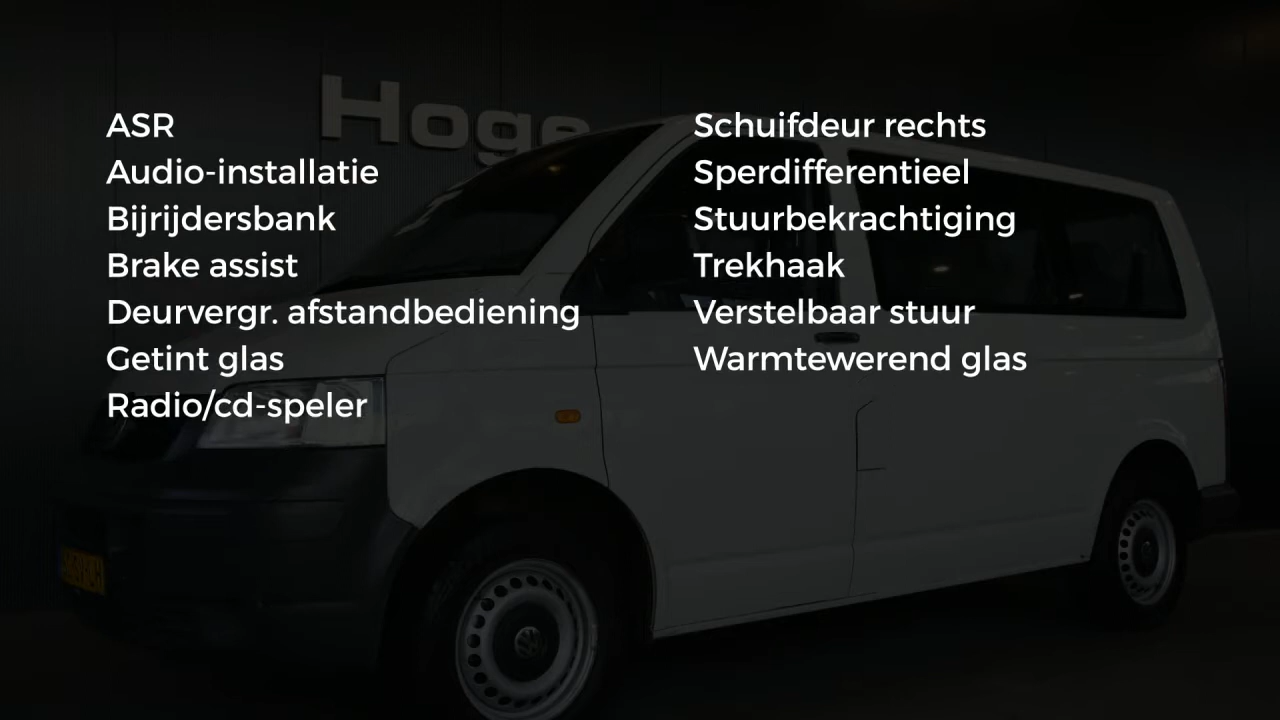 Hoge
ASR
Audio-installatie
Bijrijdersbank
Brake assist
Deurvergr. afstandbediening
Getint glas
Radio/cd-speler
Schuifdeur rechts
Sperdifferentieel
Stuurbekrachtiging
Trekhaak
Verstelbaar stuur
Warmtewerend glas